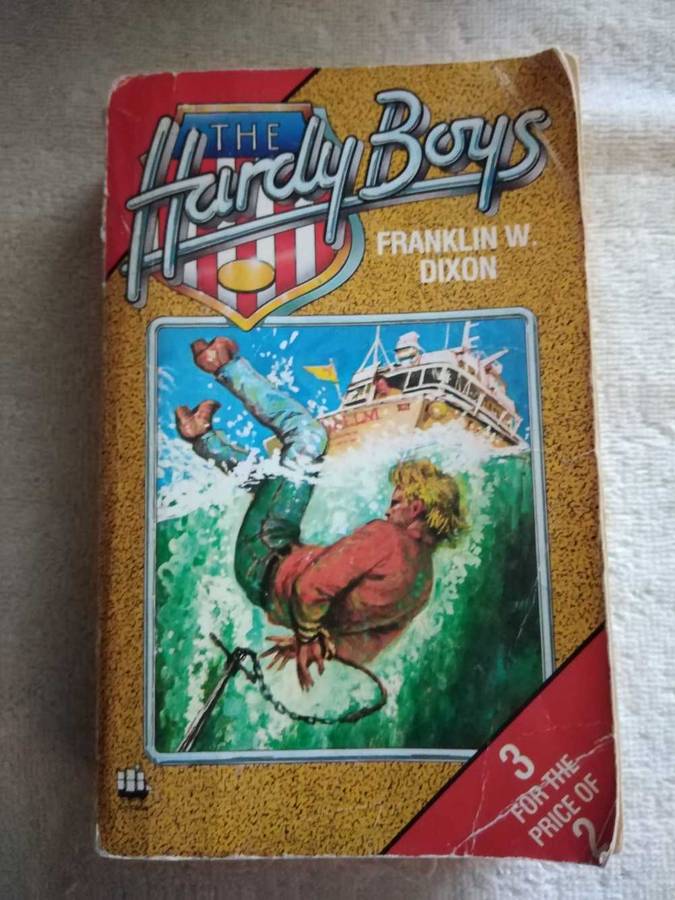 THE
Hardy Boys
FRANKLIN W.
DIXON
3
FOR THE
PRICE OF
2